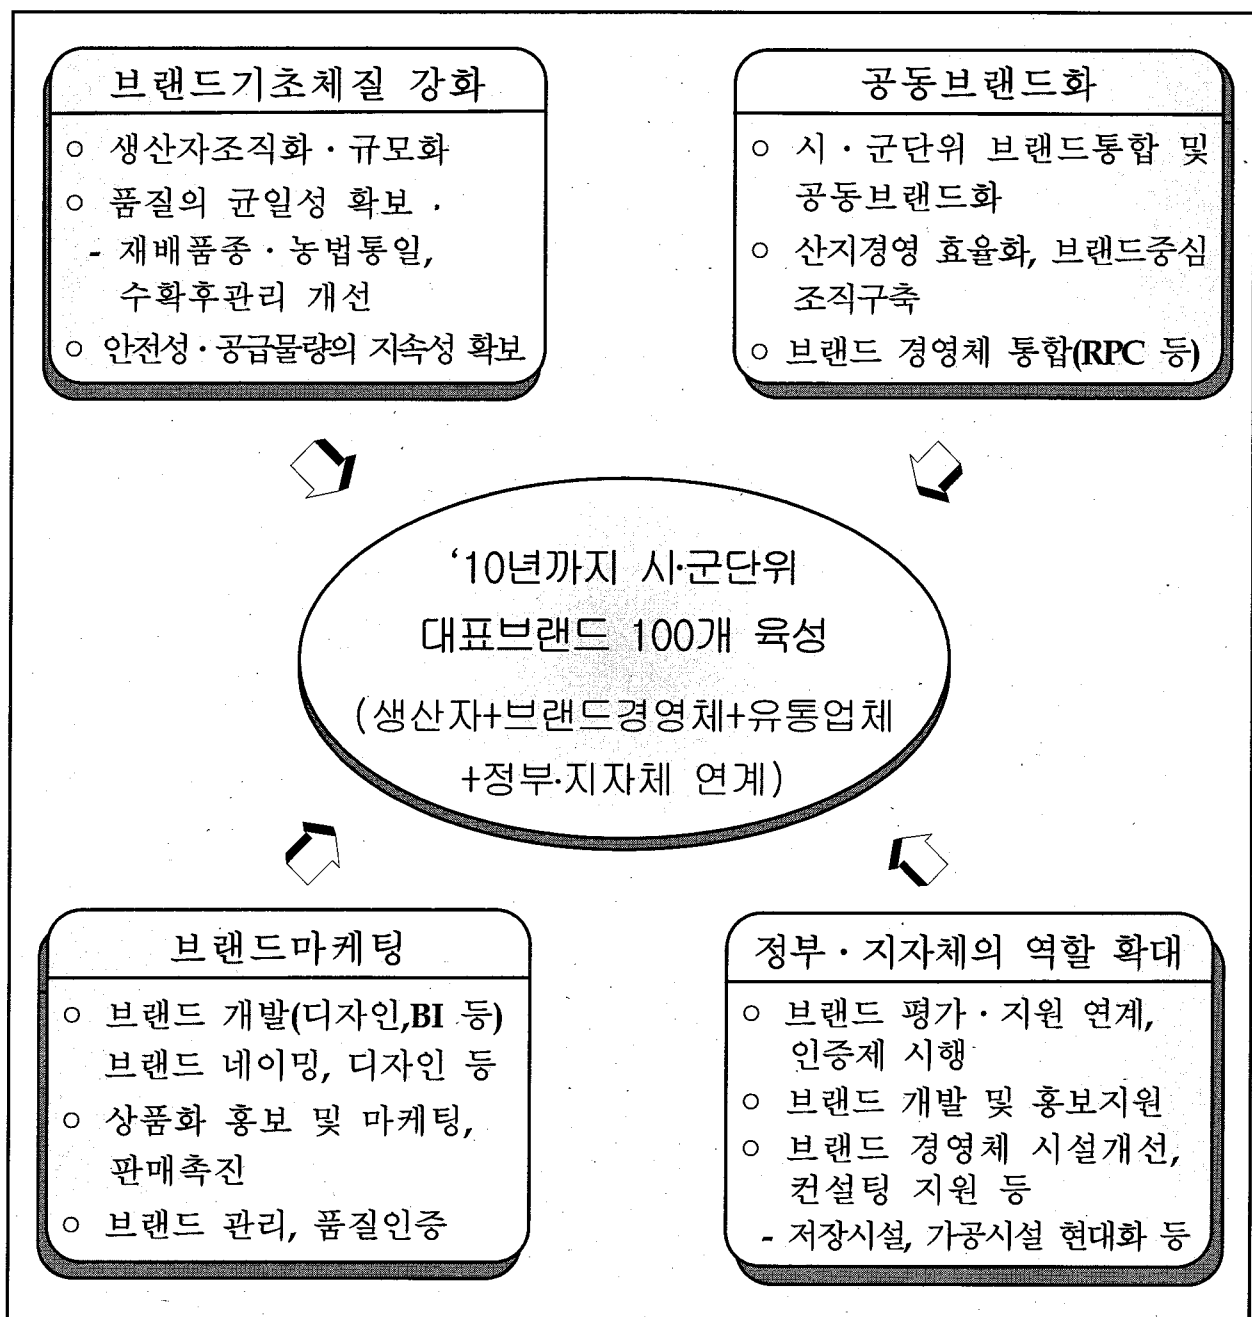 브랜드기초체질 강화
○ 생산자조직화 · 규모화
○ 품질의 균일성 확보
- 재배품종 · 농법통일,
수확후관리 개선
○ 안전성 · 공급물량의 지속성 확보
공동브랜드화
○ 시 · 군단위 브랜드통합 및
공동브랜드화
○ 산지경영 효율화, 브랜드중심
조직구축
○ 브랜드 경영체 통합(RPC 등)
‘10년까지 시·군단위
대표브랜드 100개 육성
(생산자+브랜드경영체+유통업체
+정부·지자체 연계)
브랜드마케팅
○ 브랜드 개발(디자인,BI 등)
브랜드 네이밍, 디자인 등
○ 상품화 홍보 및 마케팅,
판매촉진
○ 브랜드 관리, 품질인증
정부 · 지자체의 역할 확대
○ 브랜드 평가 · 지원 연계,
인증제 시행
○ 브랜드 개발 및 홍보지원
○ 브랜드 경영체 시설개선,
컨설팅 지원 등
- 저장시설, 가공시설 현대화 등